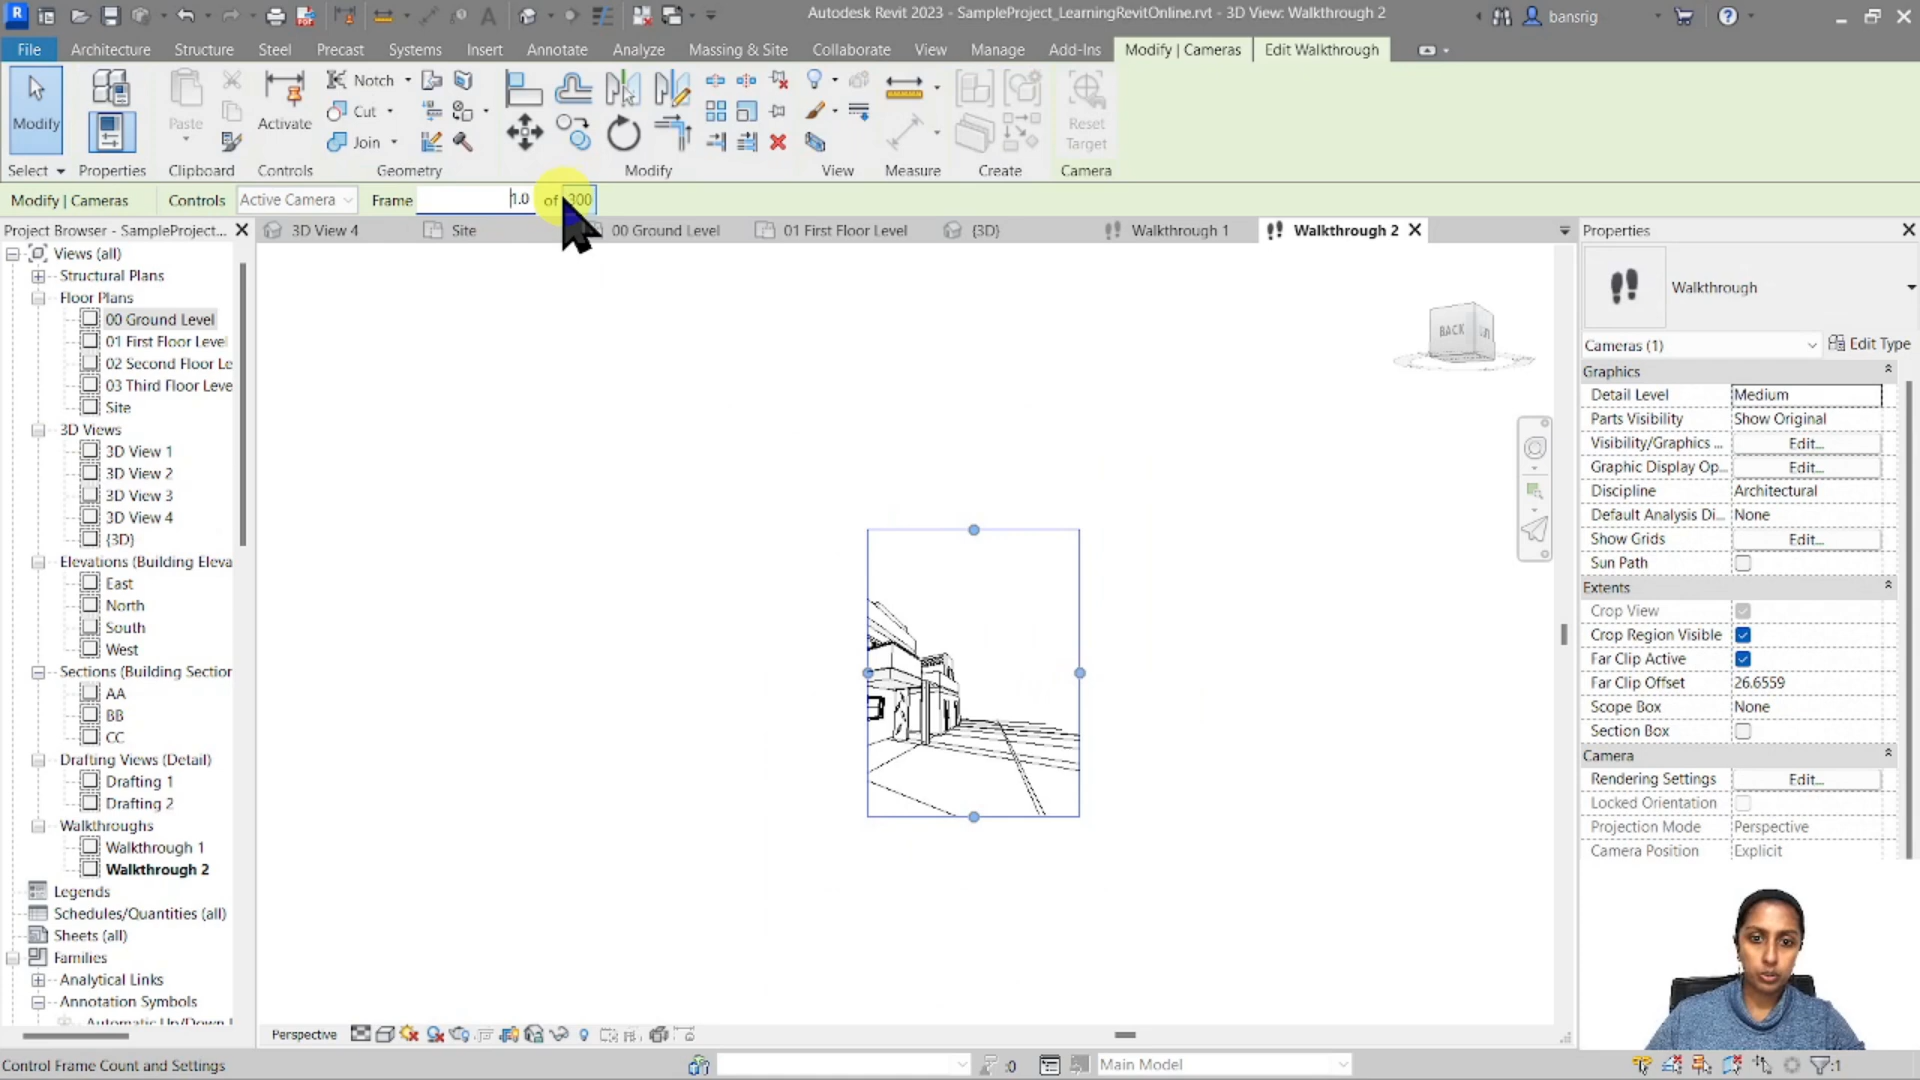 Autodesk Revit 2023 - SampleProject_LearningRevitOnline.rvt - 3D View: Walkthrough 2
bansrig
File Architecture Structure Steel Precast Systems Insert Annotate Analyze Massing & Site Collaborate View Manage Add-Ins Modify | Cameras Edit Walkthrough
Modify
Paste
Activate
Notch
Cut
Join
Reset
Target
Select Properties Clipboard Controls Geometry Modify View Measure Create Camera
Modify | Cameras Controls Active Camera Frame 1.0 of 300
Project Browser - SampleProject...
3D View 4 Site 00 Ground Level 01 First Floor Level {3D} Walkthrough 1 Walkthrough 2
Properties
Views (all)
Structural Plans
Floor Plans
00 Ground Level
01 First Floor Level
02 Second Floor Le
03 Third Floor Leve
Site
3D Views
3D View 1
3D View 2
3D View 3
3D View 4
{3D}
Elevations (Building Eleva
East
North
South
West
Sections (Building Section
AA
BB
CC
Drafting Views (Detail)
Drafting 1
Drafting 2
Walkthroughs
Walkthrough 1
Walkthrough 2
Legends
Schedules/Quantities (all)
Sheets (all)
Families
Analytical Links
Annotation Symbols
BACK
Walkthrough
Cameras (1) Edit Type
Graphics
Detail Level Medium
Parts Visibility Show Original
Visibility/Graphics ... Edit...
Graphic Display Op... Edit...
Discipline Architectural
Default Analysis Di... None
Show Grids Edit...
Sun Path
Extents
Crop View
Crop Region Visible
Far Clip Active
Far Clip Offset 26.6559
Scope Box None
Section Box
Camera
Rendering Settings Edit...
Locked Orientation
Projection Mode Perspective
Camera Position Explicit
Perspective
Control Frame Count and Settings
:0
Main Model
:1